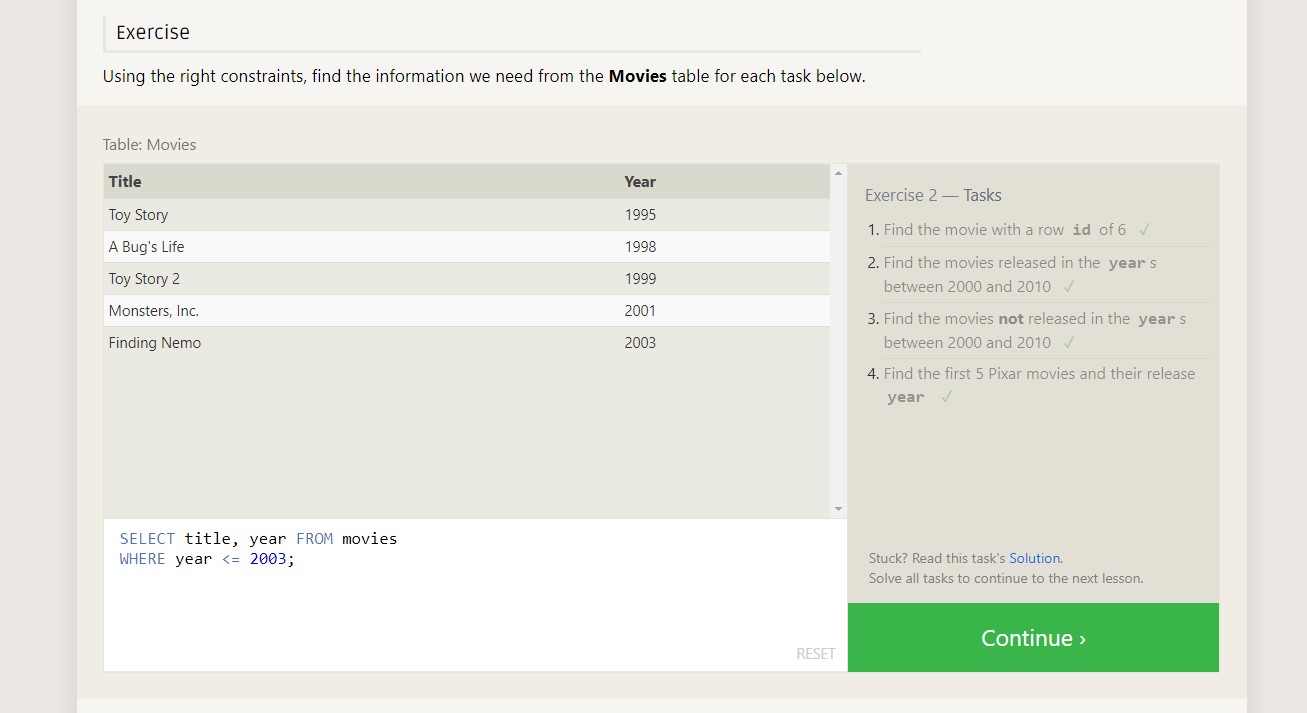 Exercise
Using the right constraints, find the information we need from the Movies table for each task below.
Table: Movies
Title Year
Toy Story 1995
A Bug's Life 1998
Toy Story 2 1999
Monsters, Inc. 2001
Finding Nemo 2003
SELECT title, year FROM movies
WHERE year <= 2003;
RESET
Exercise 2 — Tasks
1. Find the movie with a row id of 6 ✓
2. Find the movies released in the year s
between 2000 and 2010 ✓
3. Find the movies not released in the year s
between 2000 and 2010 ✓
4. Find the first 5 Pixar movies and their release
year ✓
Stuck? Read this task's Solution.
Solve all tasks to continue to the next lesson.
Continue ›